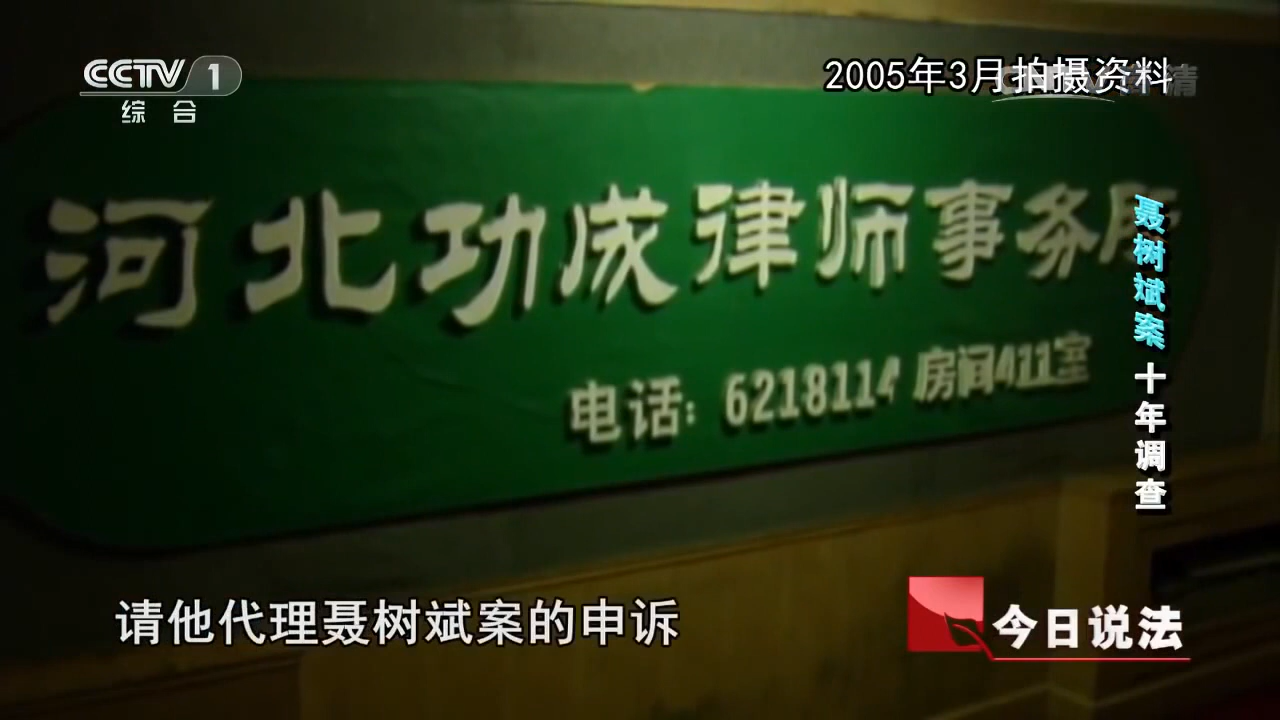 CCTV 1
综合
2005年3月拍摄资料
河北功成律师事务所
电话：6218114 房间411室
聂树斌案 十年调查
请他代理聂树斌案的申诉
今日说法